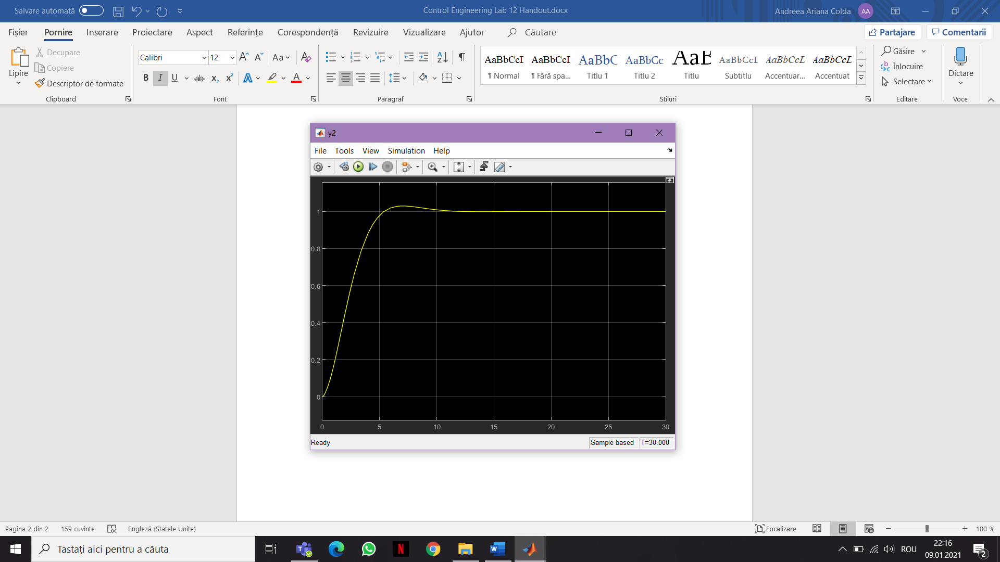 Salvare automată
Control Engineering Lab 12 Handout.docx
Andreea Ariana Colda AA
Fișier Pornire Inserare Proiectare Aspect Referințe Corespondență Revizuire Vizualizare Ajutor Căutare Partajare Comentarii
Lipire
Decupare
Copiere
Descriptor de formate
Clipboard
Calibri 12
Aa
B I U ab x₂ x² A A
Font
Paragraf
AaBbCcI AaBbCcI AaBbC AaBbCc AaB AaBbCcI AaBbCcL AaBbCcL
¶ Normal ¶ Fără spa... Titlu 1 Titlu 2 Titlu Subtitlu Accentuar... Accentuat
Stiluri
Găsire
Înlocuire
Selectare
Editare
Dictare
Voce
y2
File Tools View Simulation Help
1
0.8
0.6
0.4
0.2
0
0 5 10 15 20 25 30
Ready Sample based T=30.000
Pagina 2 din 2 159 cuvinte Engleză (Statele Unite) Focalizare 100 %
Tastați aici pentru a căuta
ROU
22:16
09.01.2021
2